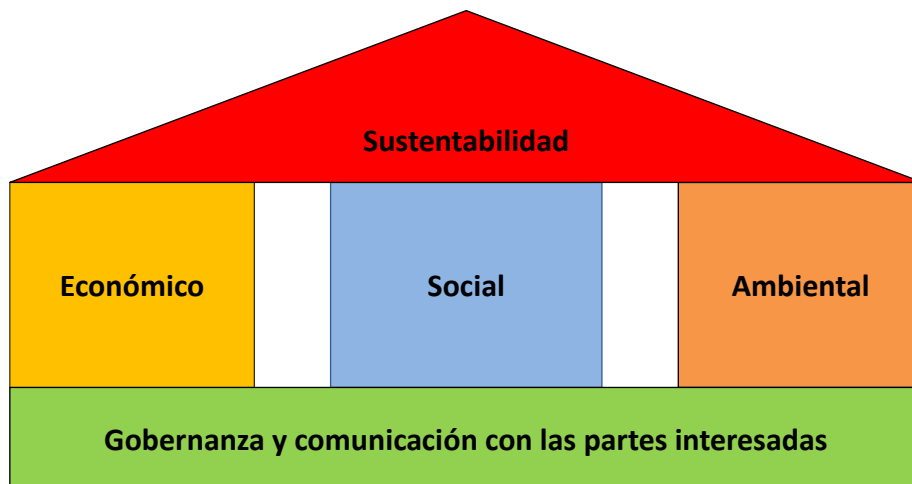 Sustentabilidad
Económico
Social
Ambiental
Gobernanza y comunicación con las partes interesadas